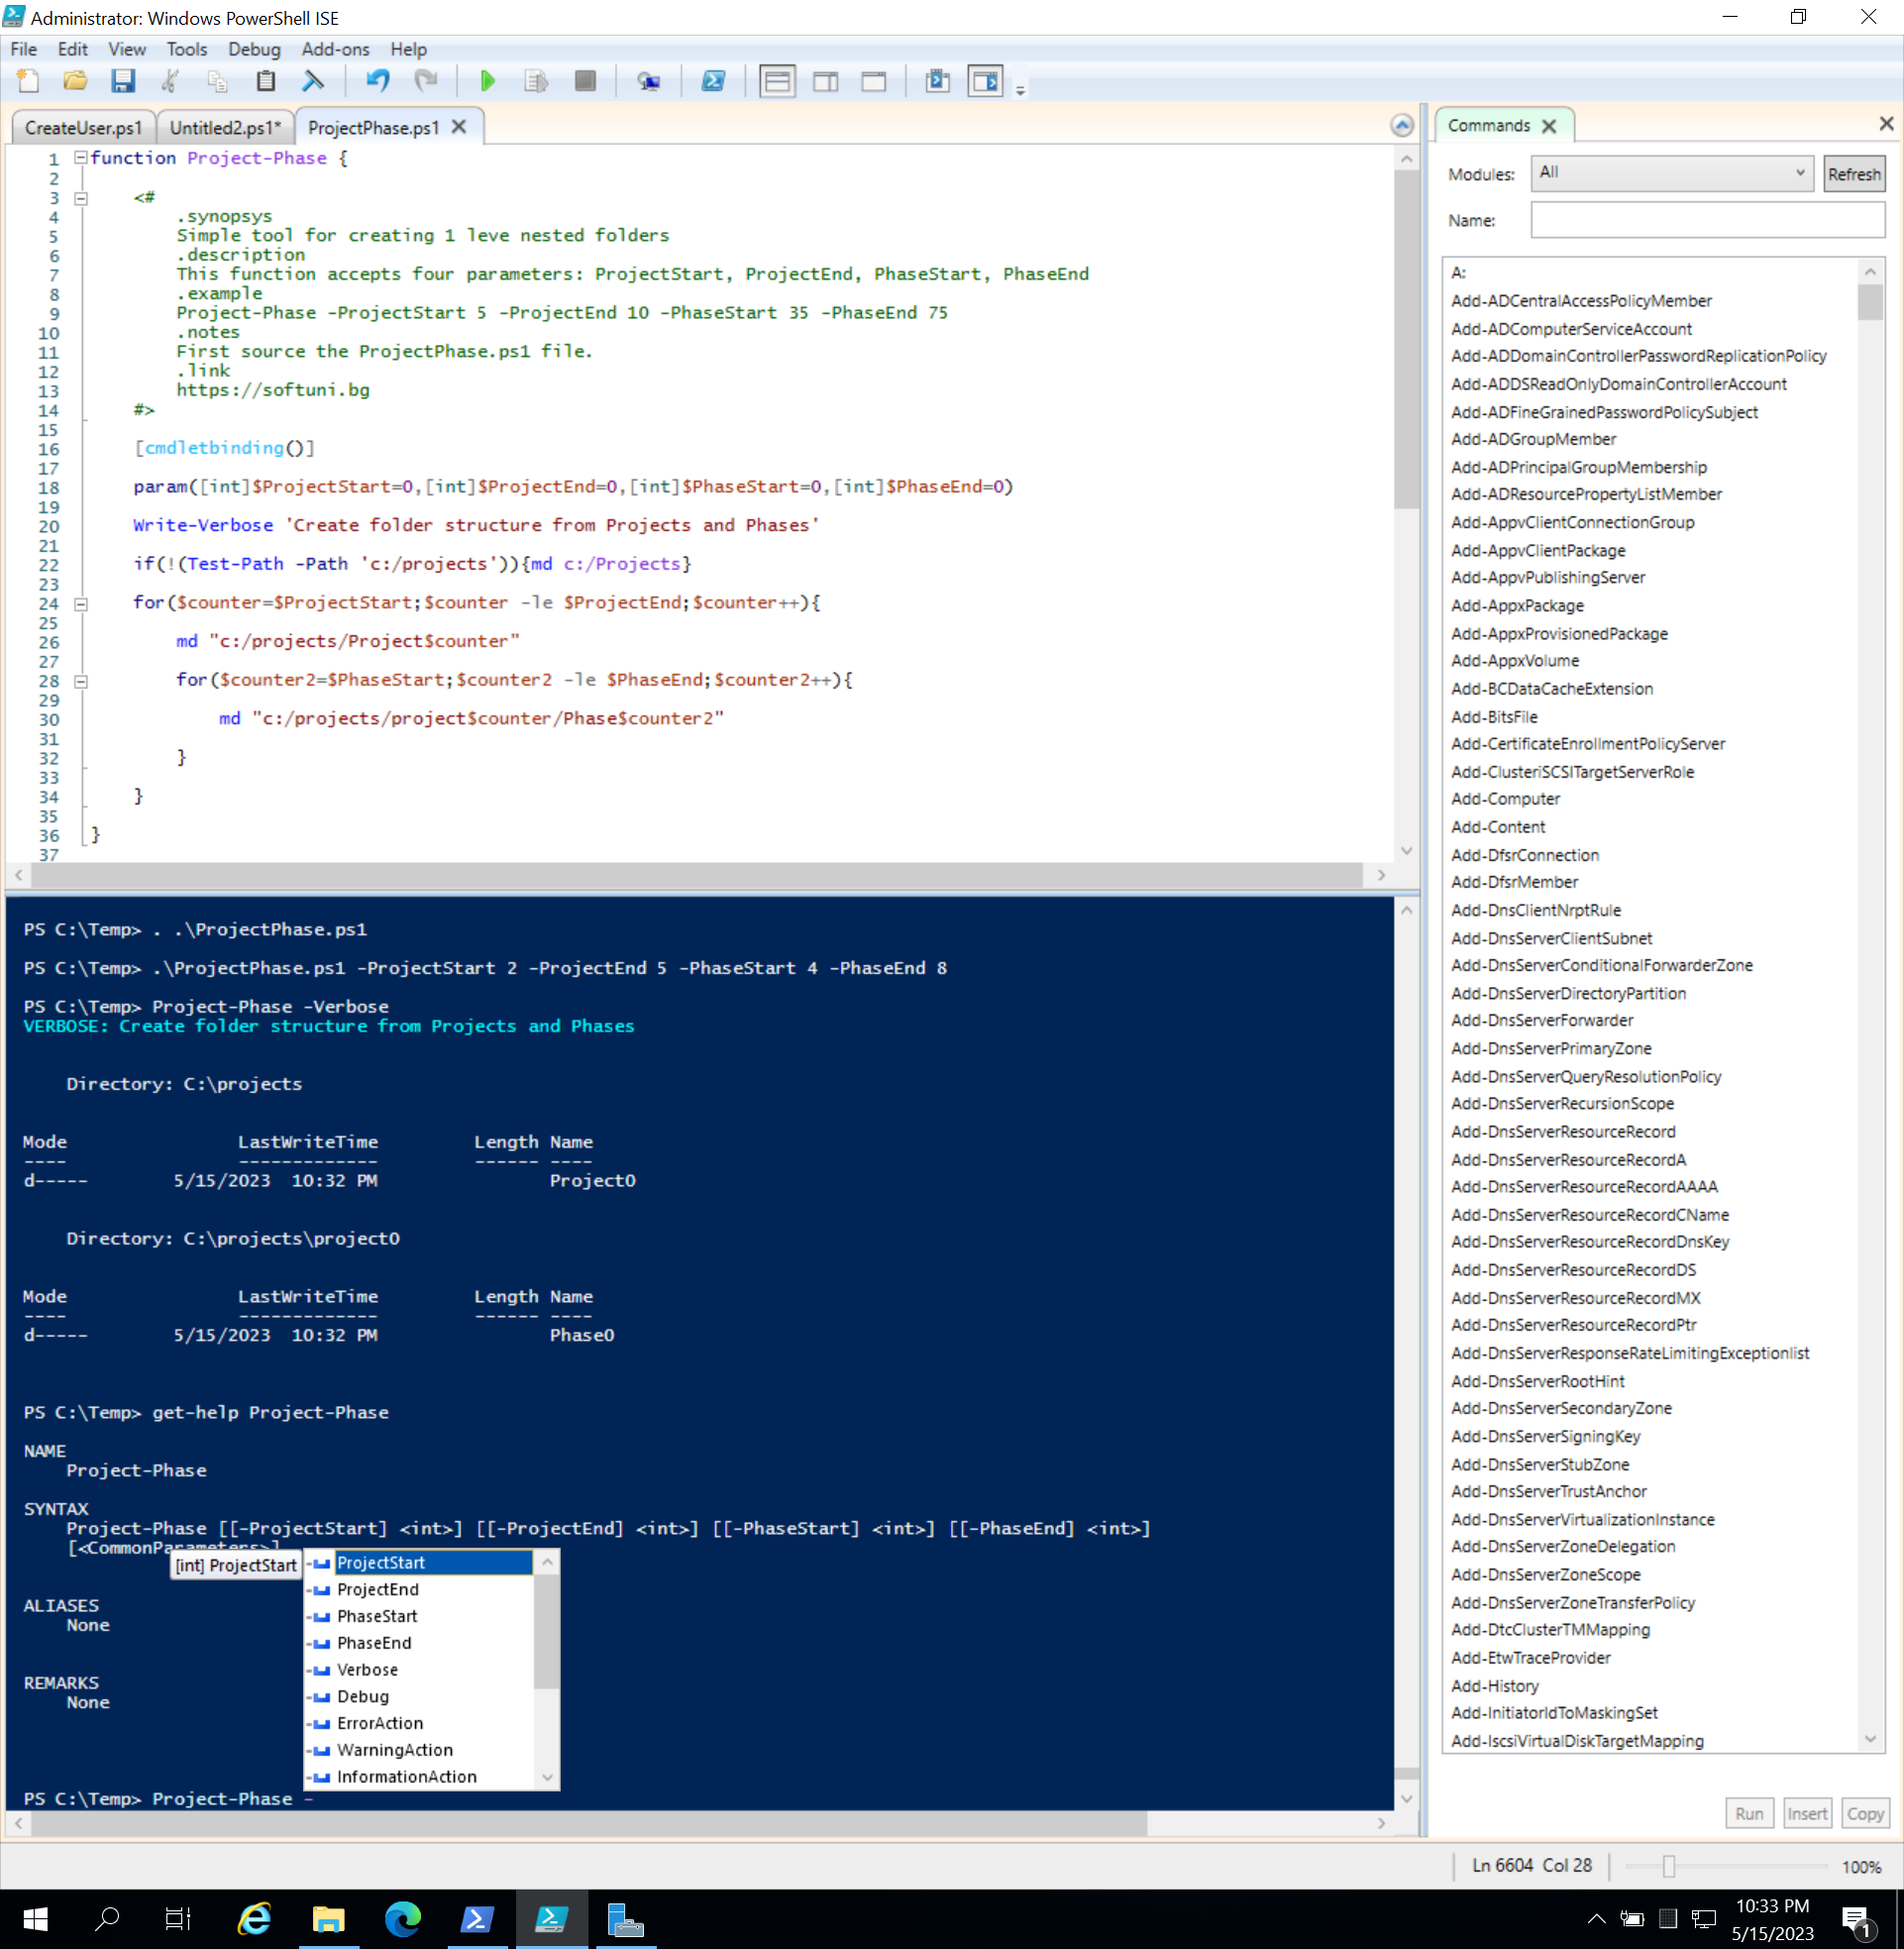 Administrator: Windows PowerShell ISE
File Edit View Tools Debug Add-ons Help
CreateUser.ps1 Untitled2.ps1* ProjectPhase.ps1
1 function Project-Phase {
2
3 <#
4 .synopsys
5 Simple tool for creating 1 leve nested folders
6 .description
7 This function accepts four parameters: ProjectStart, ProjectEnd, PhaseStart, PhaseEnd
8 .example
9 Project-Phase -ProjectStart 5 -ProjectEnd 10 -PhaseStart 35 -PhaseEnd 75
10 .notes
11 First source the ProjectPhase.ps1 file.
12 .link
13 https://softuni.bg
14 #>
15
16 [cmdletbinding()]
17
18 param([int]$ProjectStart=0,[int]$ProjectEnd=0,[int]$PhaseStart=0,[int]$PhaseEnd=0)
19
20 Write-Verbose 'Create folder structure from Projects and Phases'
21
22 if(!(Test-Path -Path 'c:/projects')){md c:/Projects}
23
24 for($counter=$ProjectStart;$counter -le $ProjectEnd;$counter++){
25
26 md "c:/projects/Project$counter"
27
28 for($counter2=$PhaseStart;$counter2 -le $PhaseEnd;$counter2++){
29
30 md "c:/projects/project$counter/Phase$counter2"
31
32 }
33
34 }
35
36 }
37
PS C:\Temp> . .\ProjectPhase.ps1
PS C:\Temp> .\ProjectPhase.ps1 -ProjectStart 2 -ProjectEnd 5 -PhaseStart 4 -PhaseEnd 8
PS C:\Temp> Project-Phase -Verbose
VERBOSE: Create folder structure from Projects and Phases
Directory: C:\projects
Mode LastWriteTime Length Name
---- ------------- ------ ----
d----- 5/15/2023 10:32 PM Project0
Directory: C:\projects\project0
Mode LastWriteTime Length Name
---- ------------- ------ ----
d----- 5/15/2023 10:32 PM Phase0
PS C:\Temp> get-help Project-Phase
NAME
Project-Phase
SYNTAX
Project-Phase [[-ProjectStart] <int>] [[-ProjectEnd] <int>] [[-PhaseStart] <int>] [[-PhaseEnd] <int>]
[<CommonParameters>]
[int] ProjectStart
ProjectStart
ProjectEnd
PhaseStart
PhaseEnd
Verbose
Debug
ErrorAction
WarningAction
InformationAction
ALIASES
None
REMARKS
None
PS C:\Temp> Project-Phase -
Commands
Modules: All Refresh
Name:
A:
Add-ADCentralAccessPolicyMember
Add-ADComputerServiceAccount
Add-ADDomainControllerPasswordReplicationPolicy
Add-ADDSReadOnlyDomainControllerAccount
Add-ADFineGrainedPasswordPolicySubject
Add-ADGroupMember
Add-ADPrincipalGroupMembership
Add-ADResourcePropertyListMember
Add-AppvClientConnectionGroup
Add-AppvClientPackage
Add-AppvPublishingServer
Add-AppxPackage
Add-AppxProvisionedPackage
Add-AppxVolume
Add-BCDataCacheExtension
Add-BitsFile
Add-CertificateEnrollmentPolicyServer
Add-ClusteriSCSITargetServerRole
Add-Computer
Add-Content
Add-DfsrConnection
Add-DfsrMember
Add-DnsClientNrptRule
Add-DnsServerClientSubnet
Add-DnsServerConditionalForwarderZone
Add-DnsServerDirectoryPartition
Add-DnsServerForwarder
Add-DnsServerPrimaryZone
Add-DnsServerQueryResolutionPolicy
Add-DnsServerRecursionScope
Add-DnsServerResourceRecord
Add-DnsServerResourceRecordA
Add-DnsServerResourceRecordAAAA
Add-DnsServerResourceRecordCName
Add-DnsServerResourceRecordDnsKey
Add-DnsServerResourceRecordDS
Add-DnsServerResourceRecordMX
Add-DnsServerResourceRecordPtr
Add-DnsServerResponseRateLimitingExceptionlist
Add-DnsServerRootHint
Add-DnsServerSecondaryZone
Add-DnsServerSigningKey
Add-DnsServerStubZone
Add-DnsServerTrustAnchor
Add-DnsServerVirtualizationInstance
Add-DnsServerZoneDelegation
Add-DnsServerZoneScope
Add-DnsServerZoneTransferPolicy
Add-DtcClusterTMMapping
Add-EtwTraceProvider
Add-History
Add-InitiatorIdToMaskingSet
Add-IscsiVirtualDiskTargetMapping
Run Insert Copy
Ln 6604 Col 28 100%
10:33 PM
5/15/2023
1